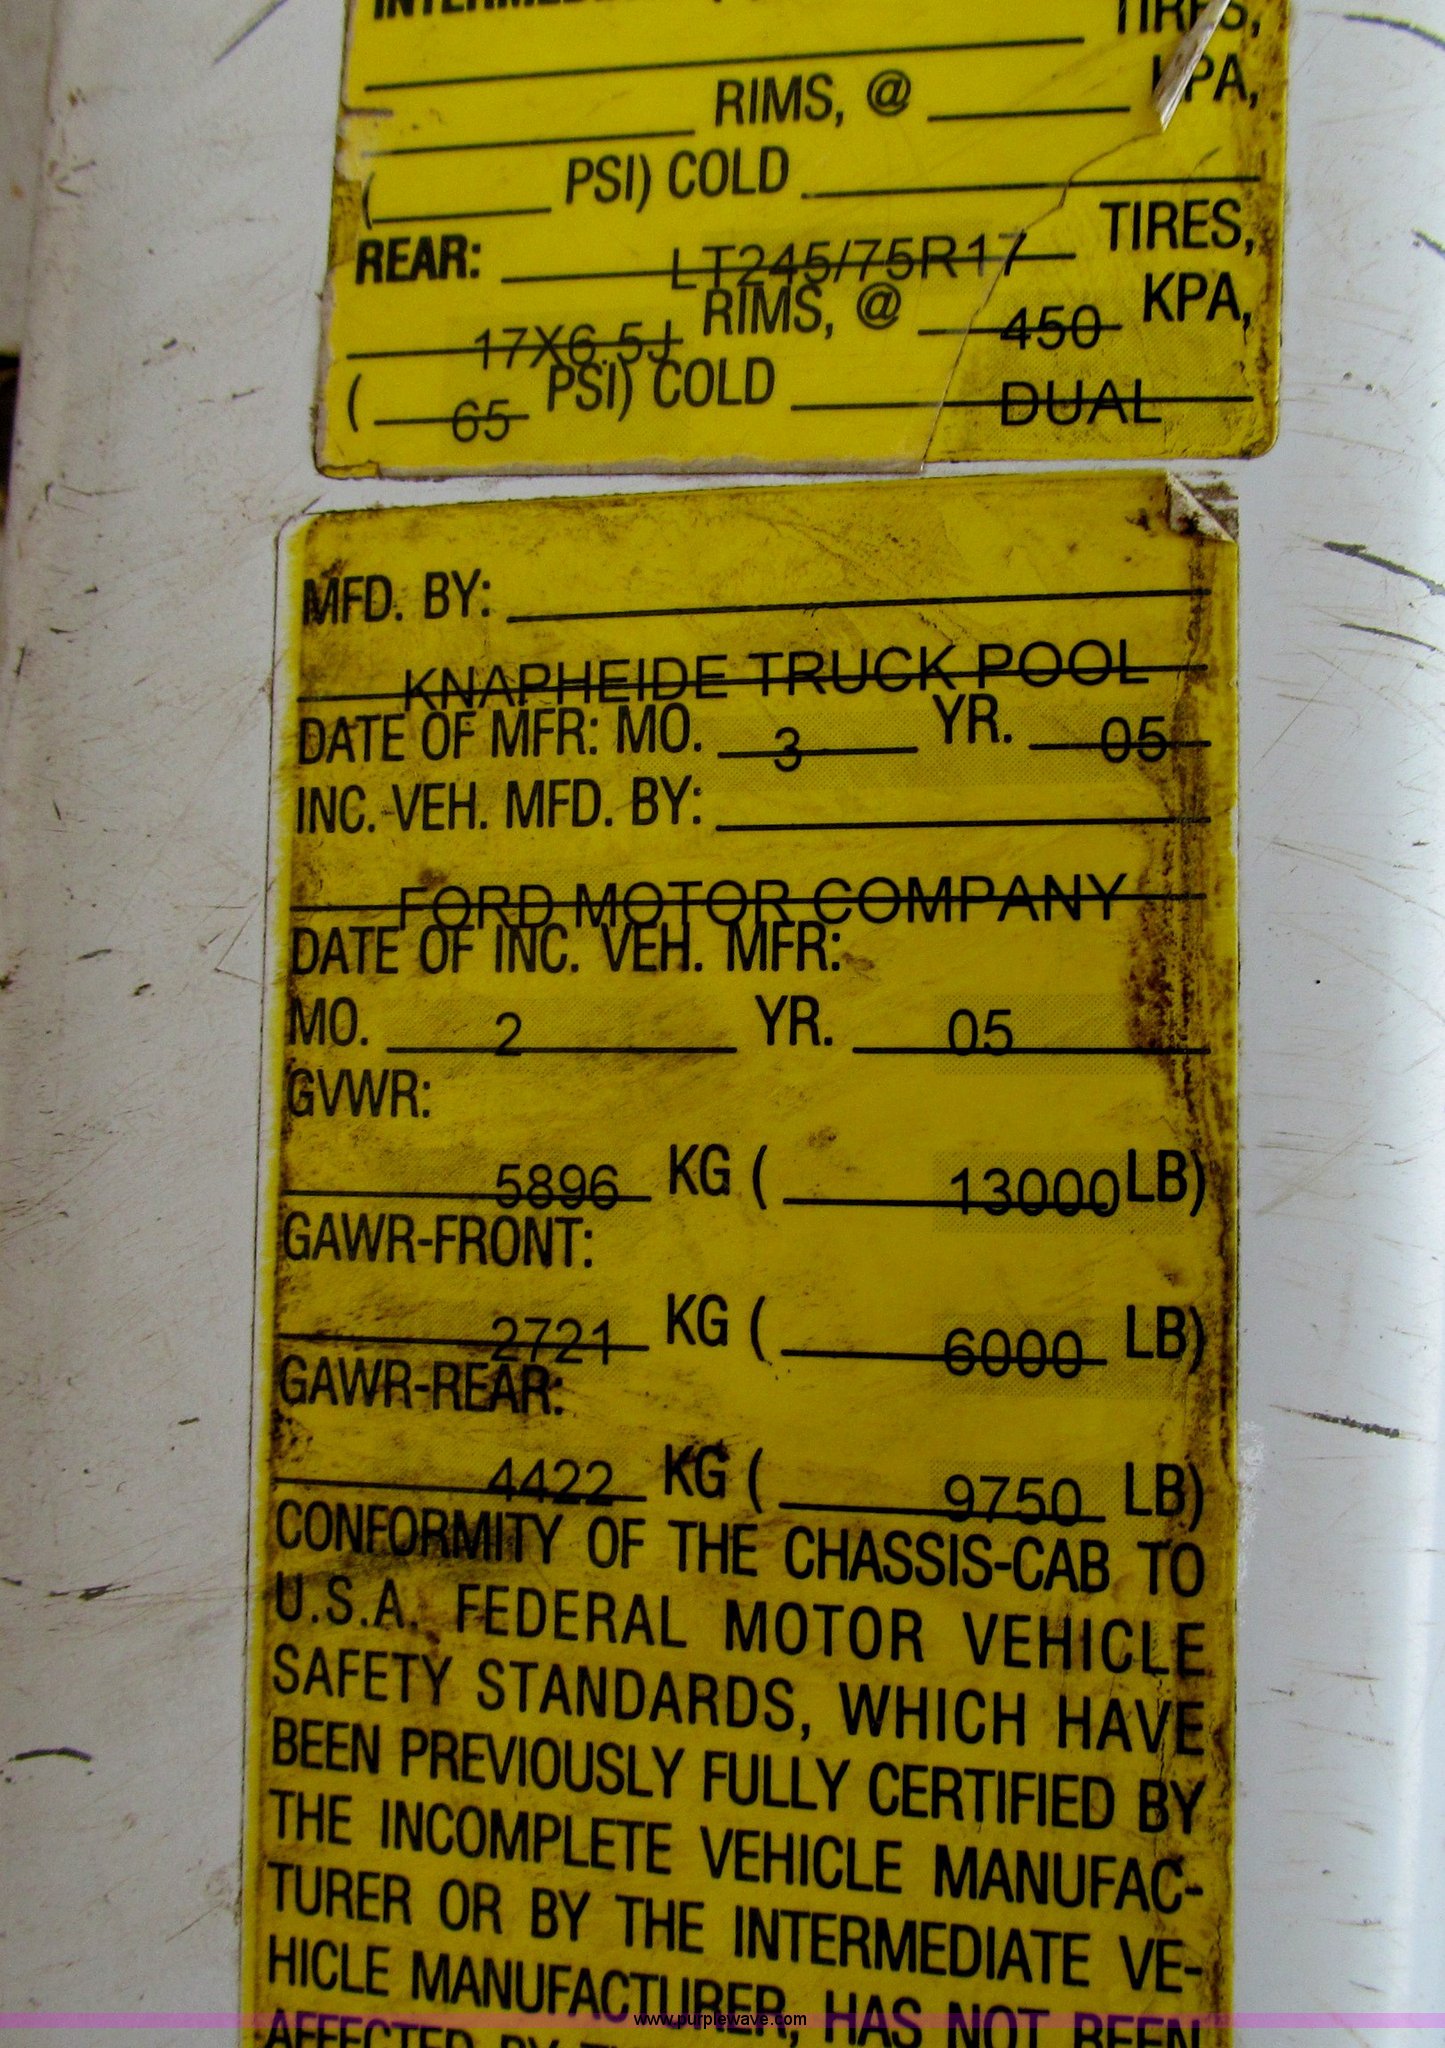 TIRES,
RIMS, @ KPA,
( PSI) COLD
REAR: LT245/75R17 TIRES,
17X6.5J RIMS, @ 450 KPA,
( 65 PSI) COLD DUAL
MFD. BY:
KNAPHEIDE TRUCK POOL
DATE OF MFR: MO. 3 YR. 05
INC. VEH. MFD. BY:
FORD MOTOR COMPANY
DATE OF INC. VEH. MFR:
MO. 2 YR. 05
GVWR:
5896 KG ( 13000 LB)
GAWR-FRONT:
2721 KG ( 6000 LB)
GAWR-REAR:
4422 KG ( 9750 LB)
CONFORMITY OF THE CHASSIS-CAB TO
U.S.A. FEDERAL MOTOR VEHICLE
SAFETY STANDARDS, WHICH HAVE
BEEN PREVIOUSLY FULLY CERTIFIED BY
THE INCOMPLETE VEHICLE MANUFAC-
TURER OR BY THE INTERMEDIATE VE-
HICLE MANUFACTURER, HAS NOT BEEN
AFFECTED BY
www.purplewave.com